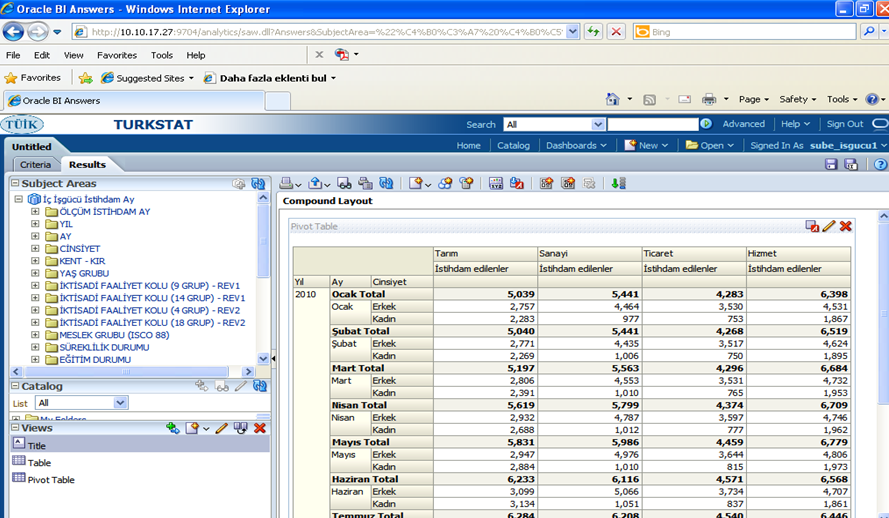 Oracle BI Answers - Windows Internet Explorer
http://10.10.17.27:9704/analytics/saw.dll?Answers&SubjectArea=%22%C4%B0%C3%A7%20%C4%B0%C5
Bing
File Edit View Favorites Tools Help
Favorites Suggested Sites Daha fazla eklenti bul
Oracle BI Answers
Page Safety Tools
TÜİK TURKSTAT Search All Advanced Help Sign Out
Untitled Home Catalog Dashboards New Open Signed In As sube_isgucu1
Criteria Results
Subject Areas
İç İşgücü İstihdam Ay
ÖLÇÜM İSTİHDAM AY
YIL
AY
CİNSİYET
KENT - KIR
YAŞ GRUBU
İKTİSADİ FAALİYET KOLU (9 GRUP) - REV1
İKTİSADİ FAALİYET KOLU (14 GRUP) - REV1
İKTİSADİ FAALİYET KOLU (4 GRUP) - REV2
İKTİSADİ FAALİYET KOLU (18 GRUP) - REV2
MESLEK GRUBU (ISCO 88)
SÜREKLİLİK DURUMU
EĞİTİM DURUMU
Catalog
List All
My Folders
Views
Title
Table
Pivot Table
Compound Layout
Pivot Table
Tarım Sanayi Ticaret Hizmet
İstihdam edilenler İstihdam edilenler İstihdam edilenler İstihdam edilenler
Yıl Ay Cinsiyet
2010 Ocak Total 5,039 5,441 4,283 6,398
Ocak Erkek 2,757 4,464 3,530 4,531
Kadın 2,283 977 753 1,867
Şubat Total 5,040 5,441 4,268 6,519
Şubat Erkek 2,771 4,435 3,517 4,624
Kadın 2,269 1,006 750 1,895
Mart Total 5,197 5,563 4,296 6,684
Mart Erkek 2,806 4,553 3,531 4,732
Kadın 2,391 1,010 765 1,953
Nisan Total 5,619 5,799 4,374 6,709
Nisan Erkek 2,932 4,787 3,597 4,746
Kadın 2,688 1,012 777 1,962
Mayıs Total 5,831 5,986 4,459 6,779
Mayıs Erkek 2,947 4,976 3,644 4,806
Kadın 2,884 1,010 815 1,973
Haziran Total 6,233 6,116 4,571 6,568
Haziran Erkek 3,099 5,066 3,734 4,707
Kadın 3,134 1,051 837 1,861
Temmuz Total 6,284 6,208 4,540 6,446